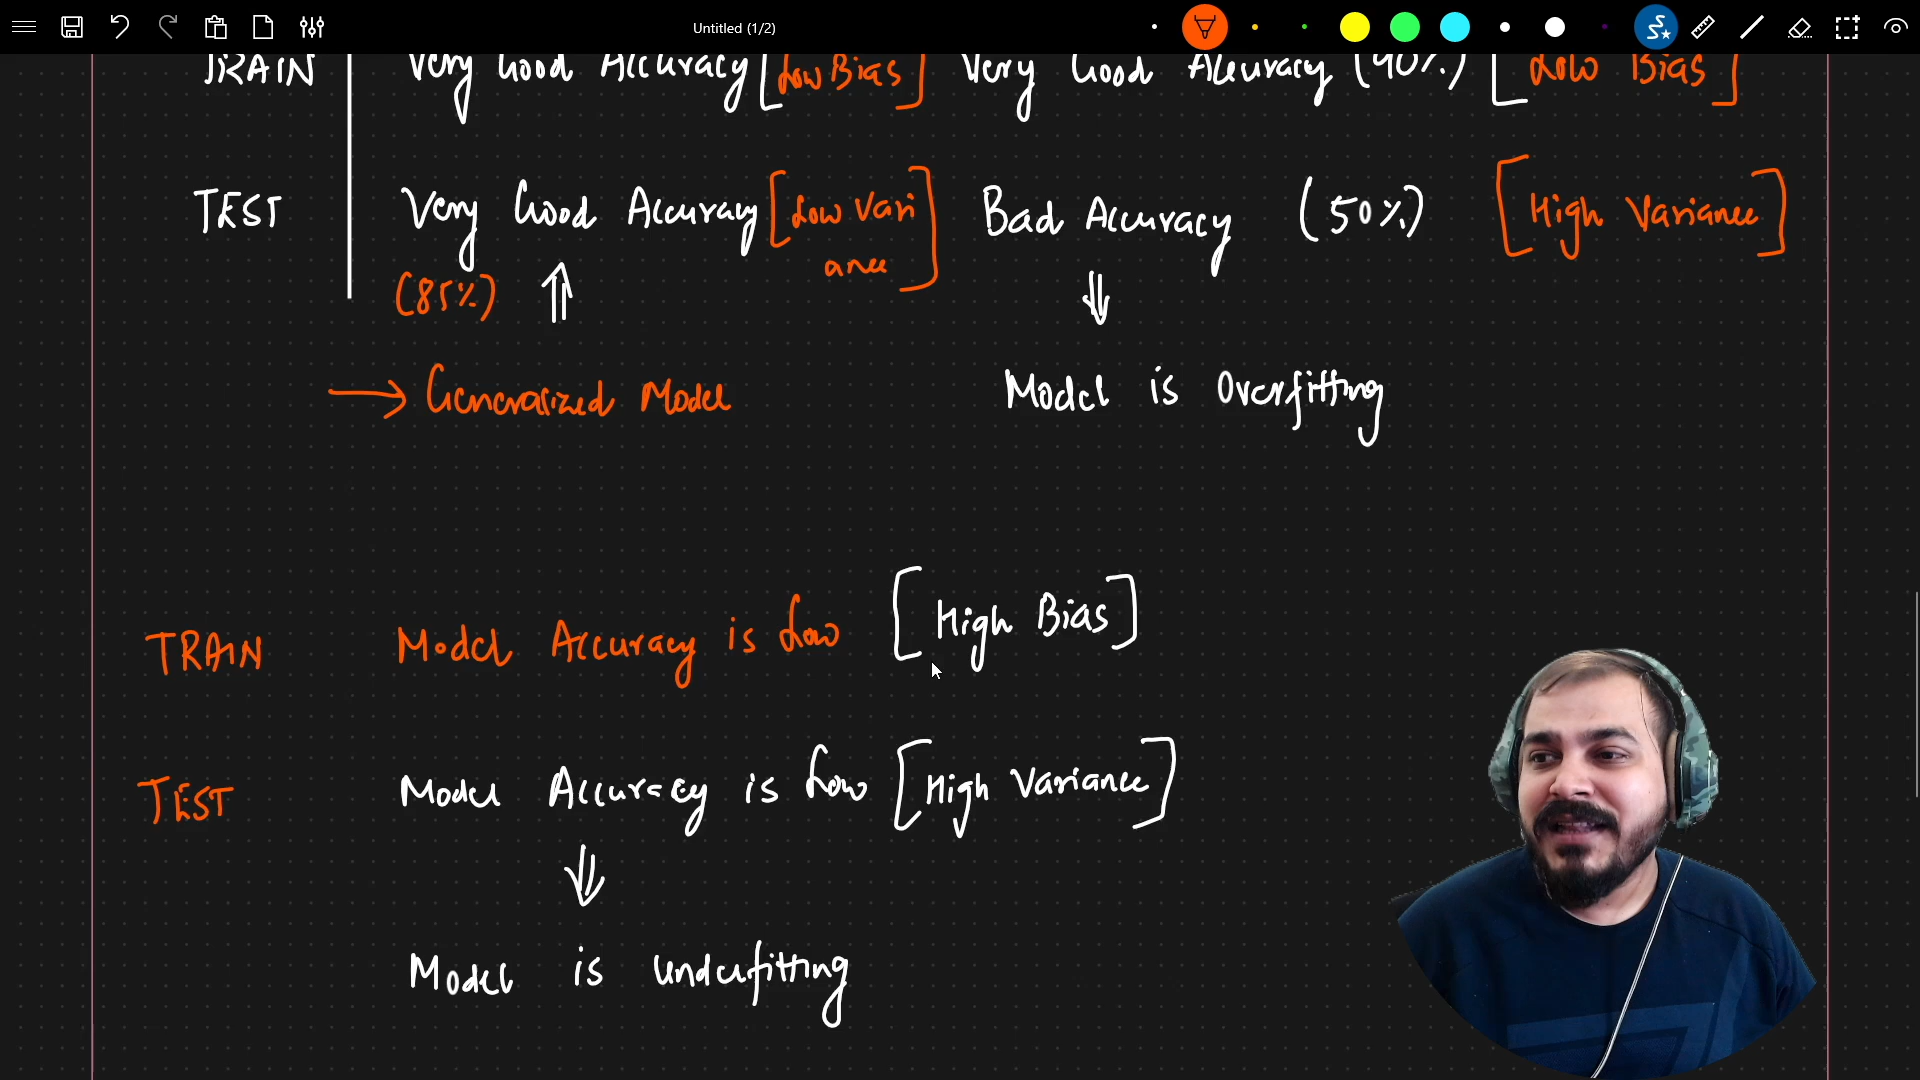 Untitled (1/2)
TRAIN Very Good Accuracy [Low Bias] Very Good Accuracy (90%) [Low Bias]
TEST Very Good Accuracy [Low Vari Bad Accuracy (50%) [High Variance]
ance]
(85%)
→ Generalized Model Model is Overfitting
TRAIN Model Accuracy is Low [High Bias]
TEST Model Accuracy is Low [High Variance]
Model is underfitting